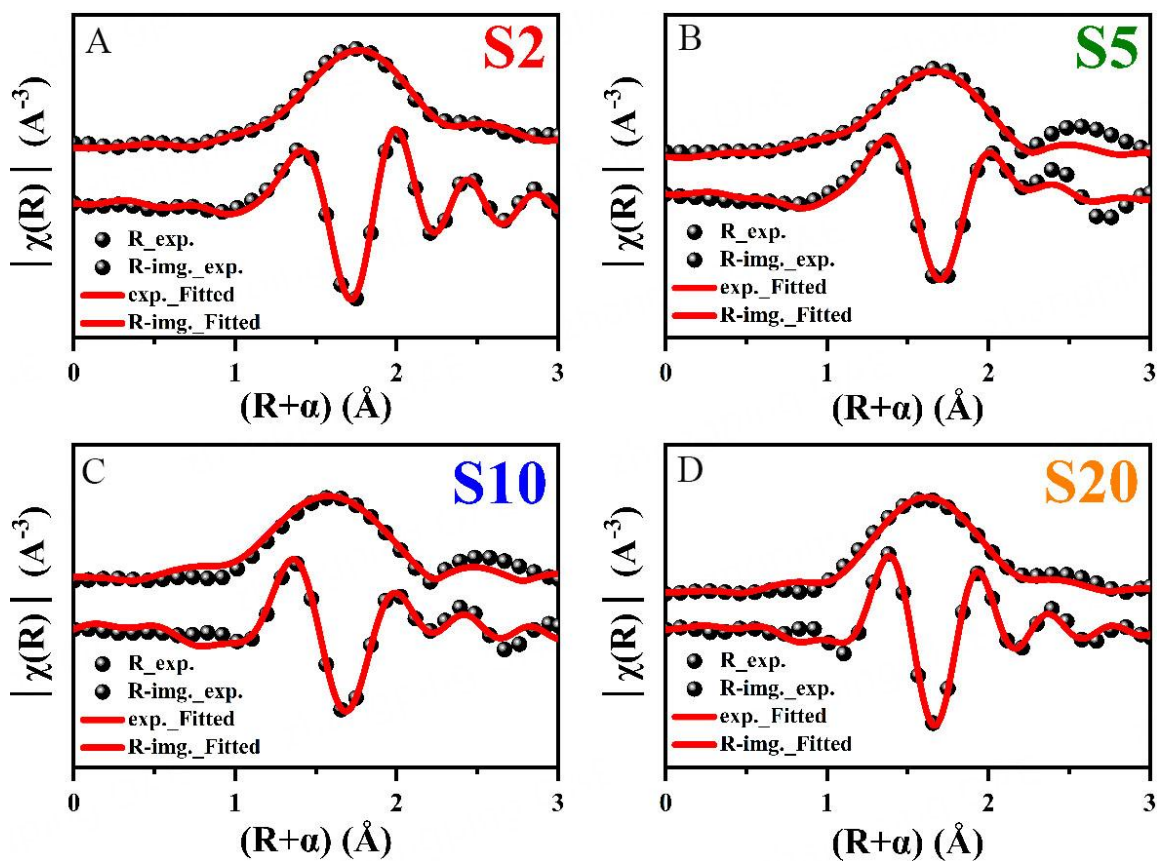 A
S2
| χ(R) | (A⁻³)
R_exp.
R-img._exp.
exp._Fitted
R-img._Fitted
0 1 2 3
(R+α) (Å)
B
S5
| χ(R) | (A⁻³)
R_exp.
R-img._exp.
exp._Fitted
R-img._Fitted
0 1 2 3
(R+α) (Å)
C
S10
| χ(R) | (A⁻³)
R_exp.
R-img._exp.
exp._Fitted
R-img._Fitted
0 1 2 3
(R+α) (Å)
D
S20
| χ(R) | (A⁻³)
R_exp.
R-img._exp.
exp._Fitted
R-img._Fitted
0 1 2 3
(R+α) (Å)